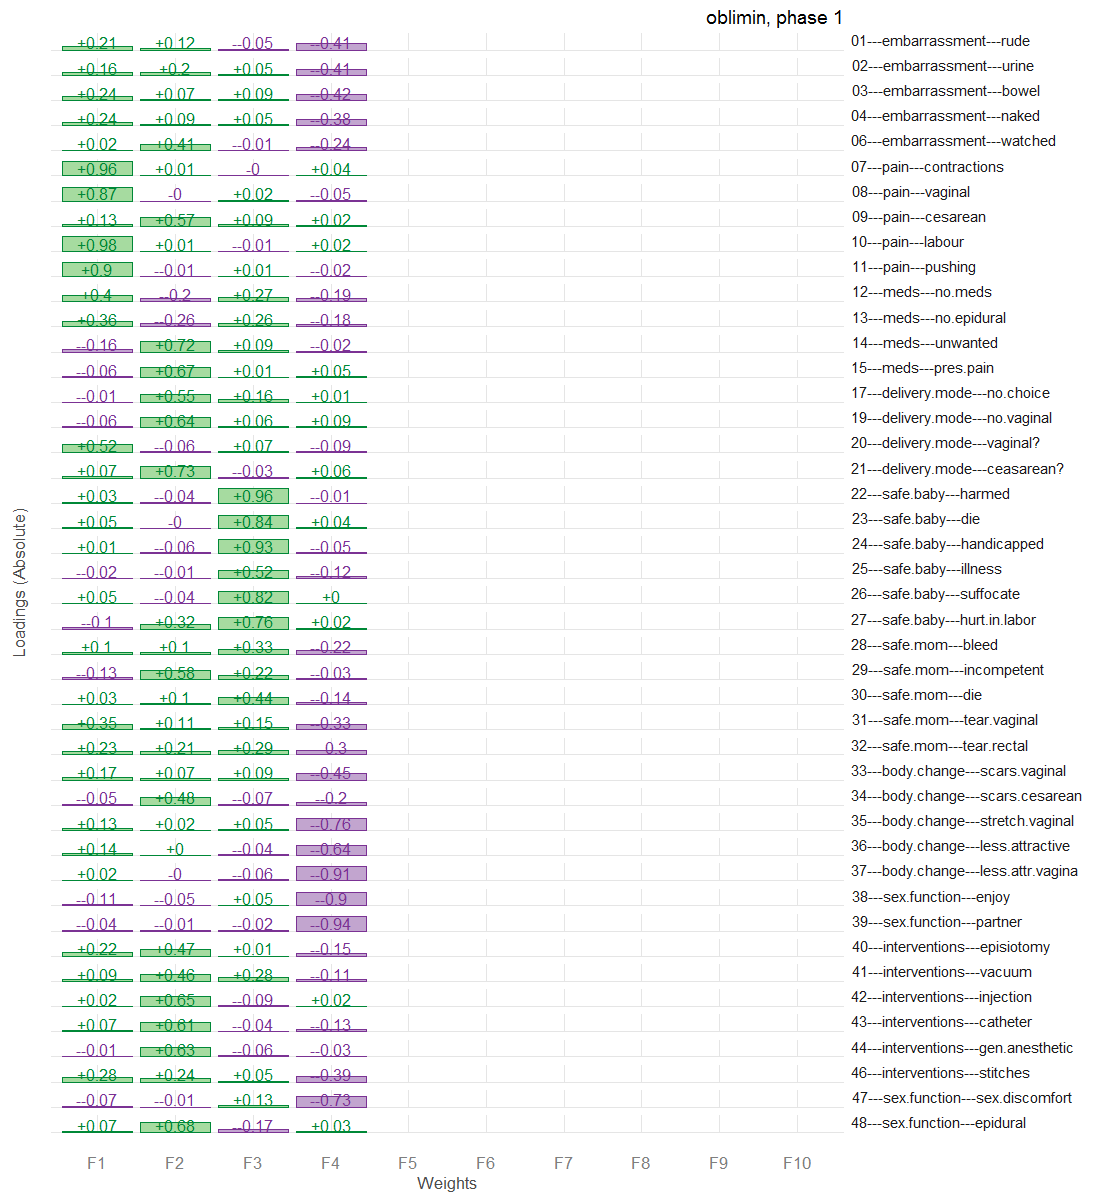 oblimin, phase 1
+0.21 +0.12 --0.05 --0.41 01---embarrassment---rude
+0.16 +0.2 +0.05 --0.41 02---embarrassment---urine
+0.24 +0.07 +0.09 --0.42 03---embarrassment---bowel
+0.24 +0.09 +0.05 --0.38 04---embarrassment---naked
+0.02 +0.41 --0.01 --0.24 06---embarrassment---watched
+0.96 +0.01 -0 +0.04 07---pain---contractions
+0.87 -0 +0.02 --0.05 08---pain---vaginal
+0.13 +0.57 +0.09 +0.02 09---pain---cesarean
+0.98 +0.01 --0.01 +0.02 10---pain---labour
+0.9 --0.01 +0.01 --0.02 11---pain---pushing
+0.4 --0.2 +0.27 --0.19 12---meds---no.meds
+0.36 --0.26 +0.26 --0.18 13---meds---no.epidural
--0.16 +0.72 +0.09 --0.02 14---meds---unwanted
--0.06 +0.67 +0.01 +0.05 15---meds---pres.pain
--0.01 +0.55 +0.16 +0.01 17---delivery.mode---no.choice
--0.06 +0.64 +0.06 +0.09 19---delivery.mode---no.vaginal
+0.52 --0.06 +0.07 --0.09 20---delivery.mode---vaginal?
+0.07 +0.73 --0.03 +0.06 21---delivery.mode---ceasarean?
+0.03 --0.04 +0.96 --0.01 22---safe.baby---harmed
+0.05 -0 +0.84 +0.04 23---safe.baby---die
+0.01 --0.06 +0.93 --0.05 24---safe.baby---handicapped
--0.02 --0.01 +0.52 --0.12 25---safe.baby---illness
+0.05 --0.04 +0.82 +0 26---safe.baby---suffocate
--0.1 +0.32 +0.76 +0.02 27---safe.baby---hurt.in.labor
+0.1 +0.1 +0.33 --0.22 28---safe.mom---bleed
--0.13 +0.58 +0.22 --0.03 29---safe.mom---incompetent
+0.03 +0.1 +0.44 --0.14 30---safe.mom---die
+0.35 +0.11 +0.15 --0.33 31---safe.mom---tear.vaginal
+0.23 +0.21 +0.29 --0.3 32---safe.mom---tear.rectal
+0.17 +0.07 +0.09 --0.45 33---body.change---scars.vaginal
--0.05 +0.48 --0.07 --0.2 34---body.change---scars.cesarean
+0.13 +0.02 +0.05 --0.76 35---body.change---stretch.vaginal
+0.14 +0 --0.04 --0.64 36---body.change---less.attractive
+0.02 -0 --0.06 --0.91 37---body.change---less.attr.vagina
--0.11 --0.05 +0.05 --0.9 38---sex.function---enjoy
--0.04 --0.01 --0.02 --0.94 39---sex.function---partner
+0.22 +0.47 +0.01 --0.15 40---interventions---episiotomy
+0.09 +0.46 +0.28 --0.11 41---interventions---vacuum
+0.02 +0.65 --0.09 +0.02 42---interventions---injection
+0.07 +0.61 --0.04 --0.13 43---interventions---catheter
--0.01 +0.63 --0.06 --0.03 44---interventions---gen.anesthetic
+0.28 +0.24 +0.05 --0.39 46---interventions---stitches
--0.07 --0.01 +0.13 --0.73 47---sex.function---sex.discomfort
+0.07 +0.68 --0.17 +0.03 48---sex.function---epidural
Loadings (Absolute)
F1 F2 F3 F4 F5 F6 F7 F8 F9 F10
Weights